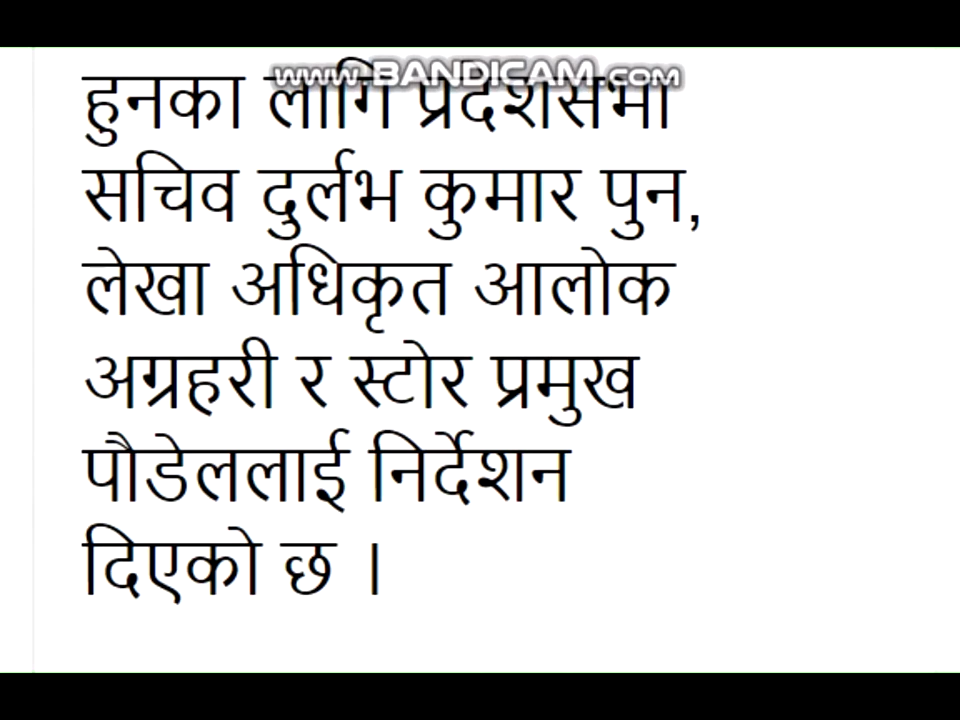 www.BANDICAM.com
हुनका लागि प्रदेशसभा
सचिव दुर्लभ कुमार पुन,
लेखा अधिकृत आलोक
अग्रहरी र स्टोर प्रमुख
पौडेललाई निर्देशन
दिएको छ ।